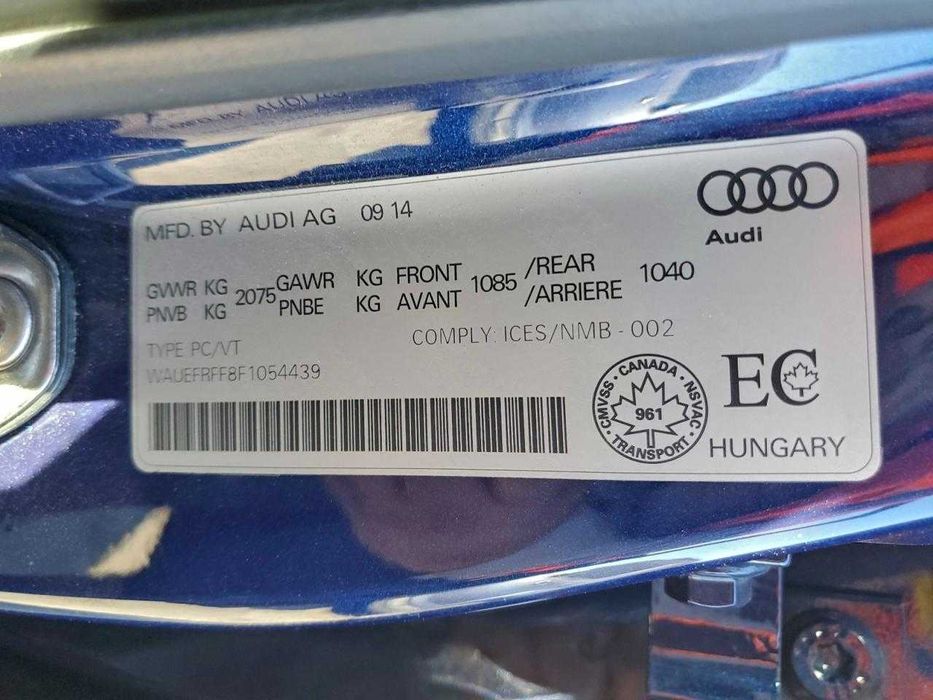 MFD. BY AUDI AG 09 14
Audi
GVWR KG 2075 GAWR KG FRONT 1085 /REAR 1040
PNVB KG PNBE KG AVANT /ARRIERE
COMPLY: ICES/NMB - 002
TYPE PC/VT
WAUEFRFF8F1054439
CANADA
CMVSS · NSVAC
961
TRANSPORT
EC
HUNGARY